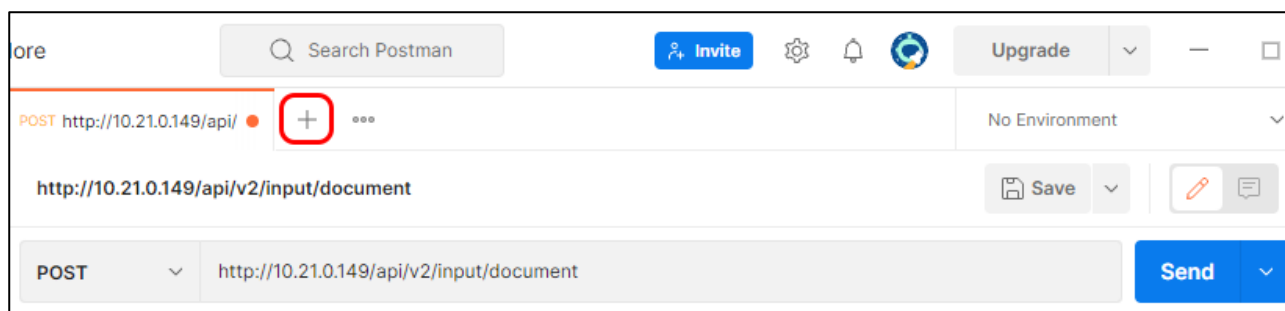 lore Search Postman Invite Upgrade
POST http://10.21.0.149/api/ No Environment
http://10.21.0.149/api/v2/input/document Save
POST http://10.21.0.149/api/v2/input/document Send